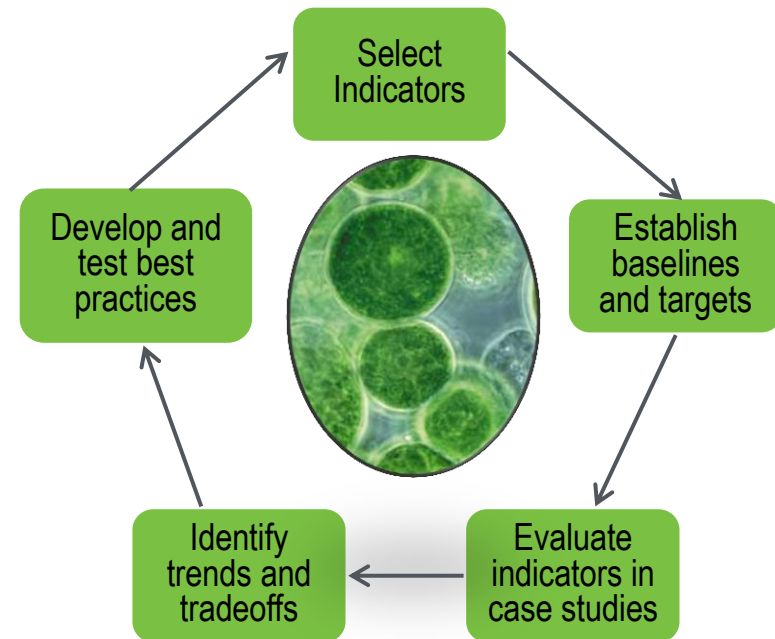 Select
Indicators
Establish
baselines
and targets
Evaluate
indicators in
case studies
Identify
trends and
tradeoffs
Develop and
test best
practices